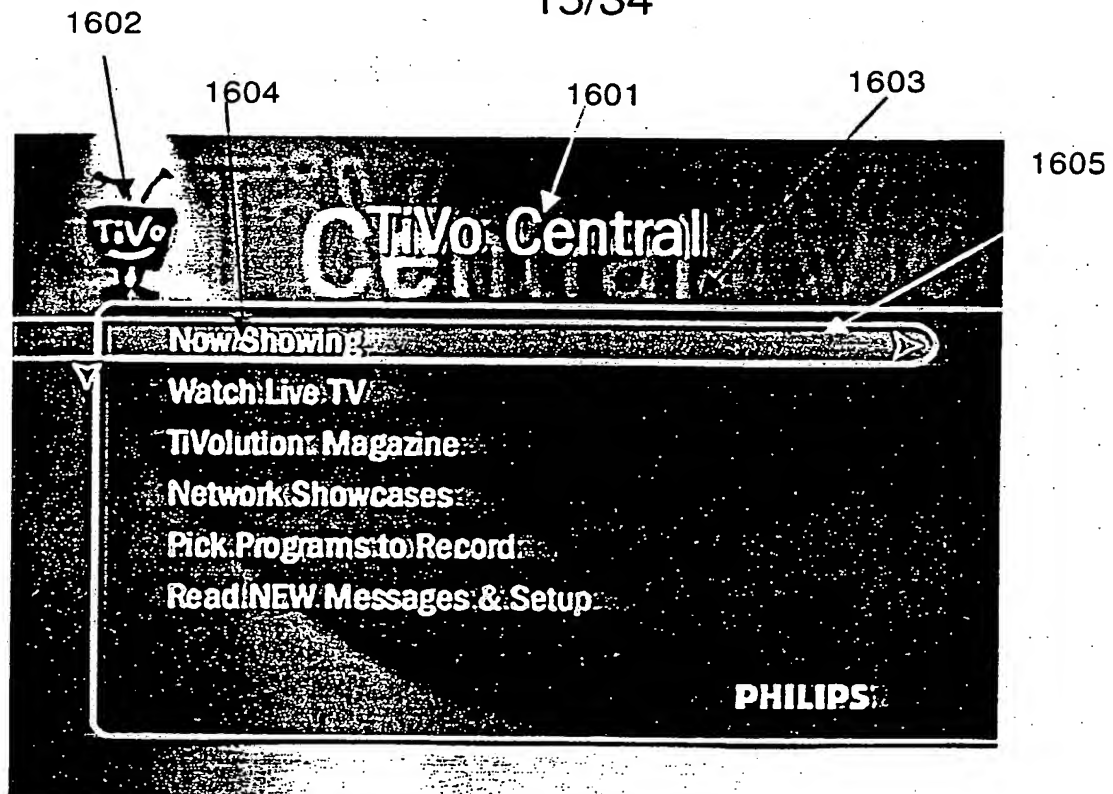 15/34
1602
1604 1601 1603
1605
TiVo
TiVo Central
Central
Now Showing
Watch Live TV
TiVolution Magazine
Network Showcases
Pick Programs to Record
Read NEW Messages & Setup
PHILIPS